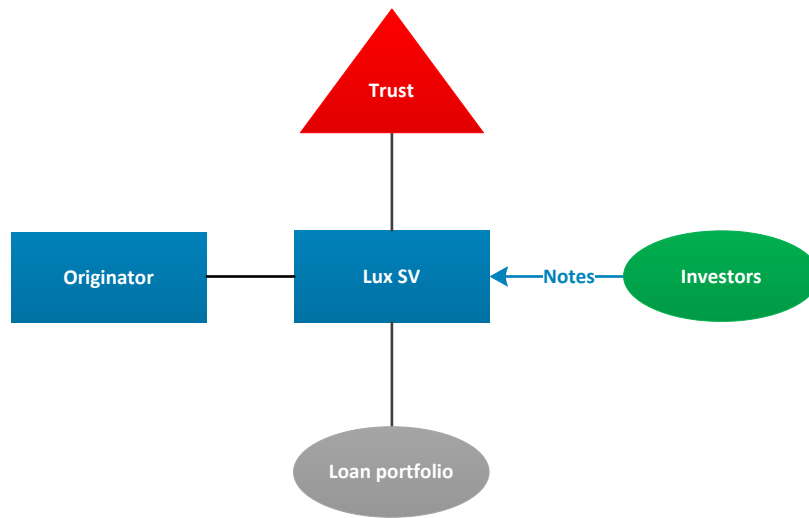 Trust
Originator
Lux SV
Notes
Investors
Loan portfolio